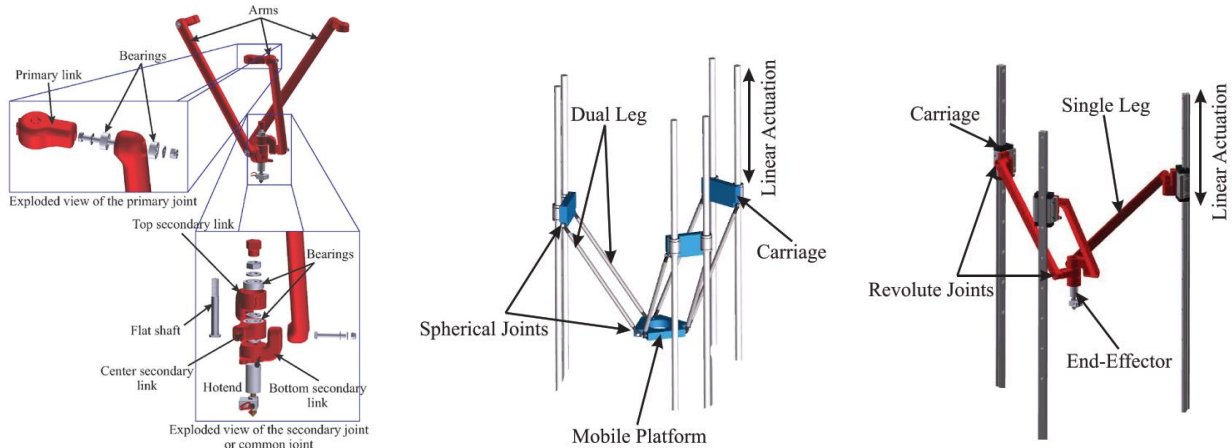 Arms
Bearings
Primary link
Exploded view of the primary joint
Top secondary link
Bearings
Flat shaft
Center secondary
link
Hotend
Bottom secondary
link
Exploded view of the secondary joint
or common joint
Dual Leg
Linear Actuation
Carriage
Spherical Joints
Mobile Platform
Carriage
Single Leg
Linear Actuation
Revolute Joints
End-Effector